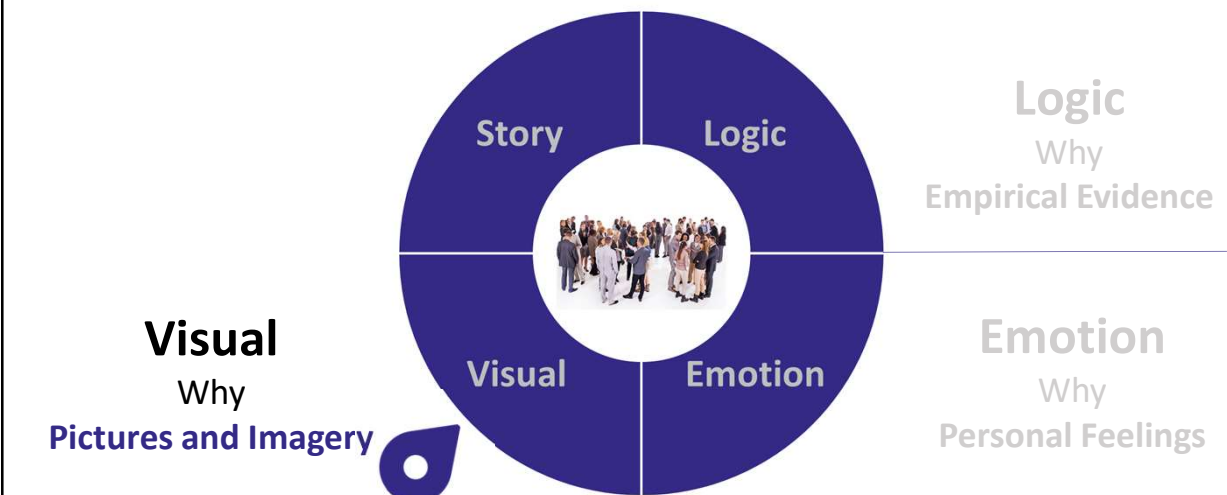 Story
Logic
Logic
Why
Empirical Evidence
Visual
Why
Pictures and Imagery
Visual
Emotion
Emotion
Why
Personal Feelings